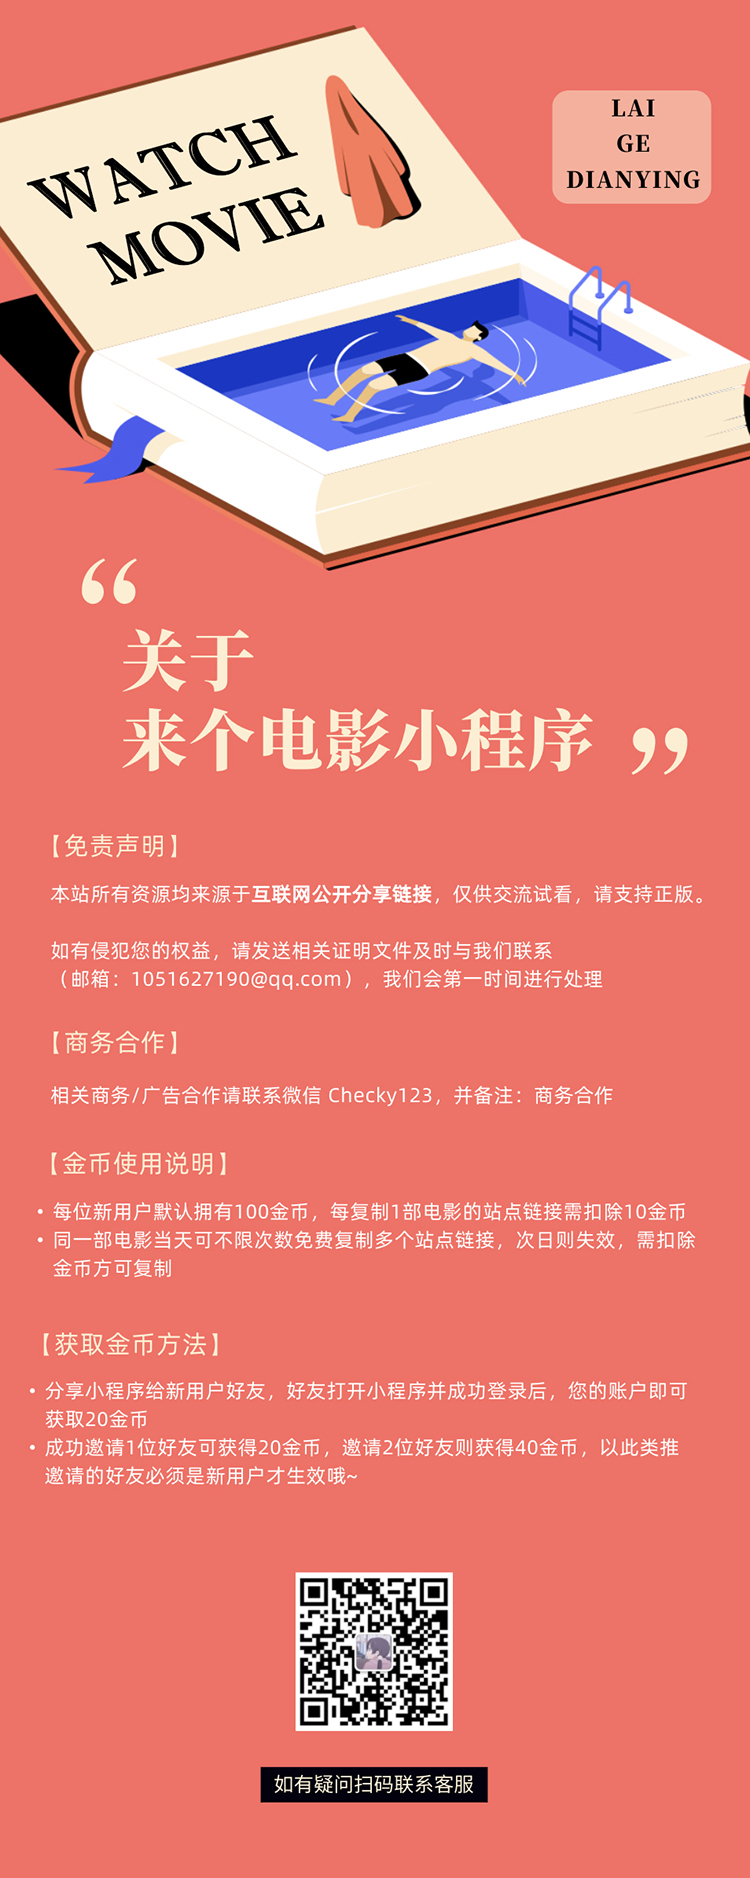 WATCH
MOVIE
LAI
GE
DIANYING
“
关于
来个电影小程序 ”
【免责声明】
本站所有资源均来源于互联网公开分享链接，仅供交流试看，请支持正版。
如有侵犯您的权益，请发送相关证明文件及时与我们联系
（邮箱：1051627190@qq.com），我们会第一时间进行处理
【商务合作】
相关商务/广告合作请联系微信 Checky123，并备注：商务合作
【金币使用说明】
• 每位新用户默认拥有100金币，每复制1部电影的站点链接需扣除10金币
• 同一部电影当天可不限次数免费复制多个站点链接，次日则失效，需扣除
金币方可复制
【获取金币方法】
• 分享小程序给新用户好友，好友打开小程序并成功登录后，您的账户即可
获取20金币
• 成功邀请1位好友可获得20金币，邀请2位好友则获得40金币，以此类推
邀请的好友必须是新用户才生效哦~
如有疑问扫码联系客服